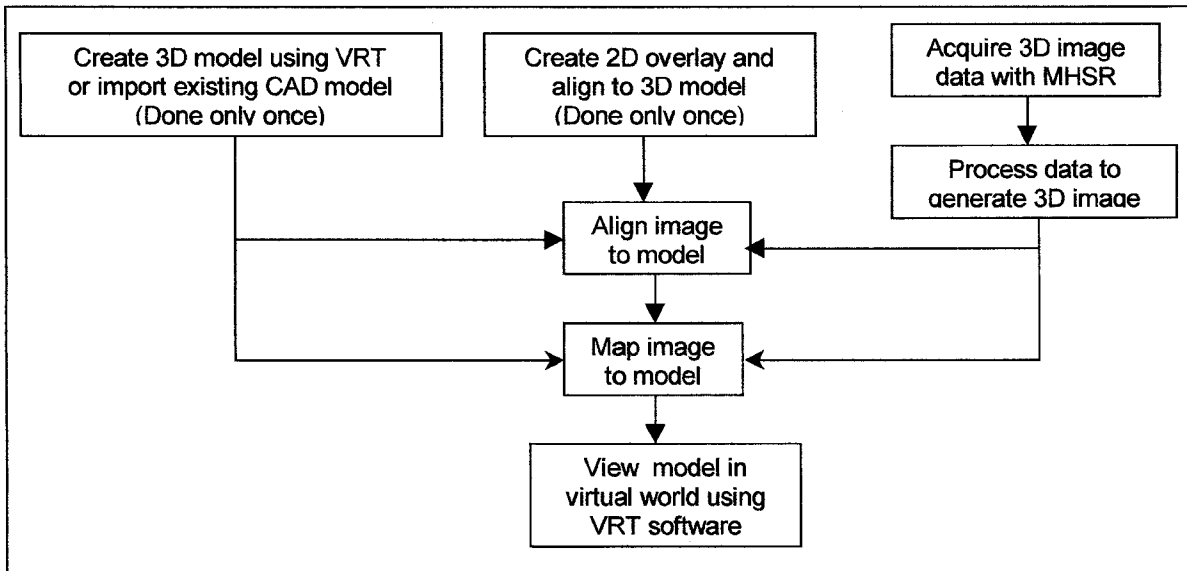 Create 3D model using VRT
or import existing CAD model
(Done only once)
Create 2D overlay and
align to 3D model
(Done only once)
Acquire 3D image
data with MHSR
Process data to
generate 3D image
Align image
to model
Map image
to model
View model in
virtual world using
VRT software